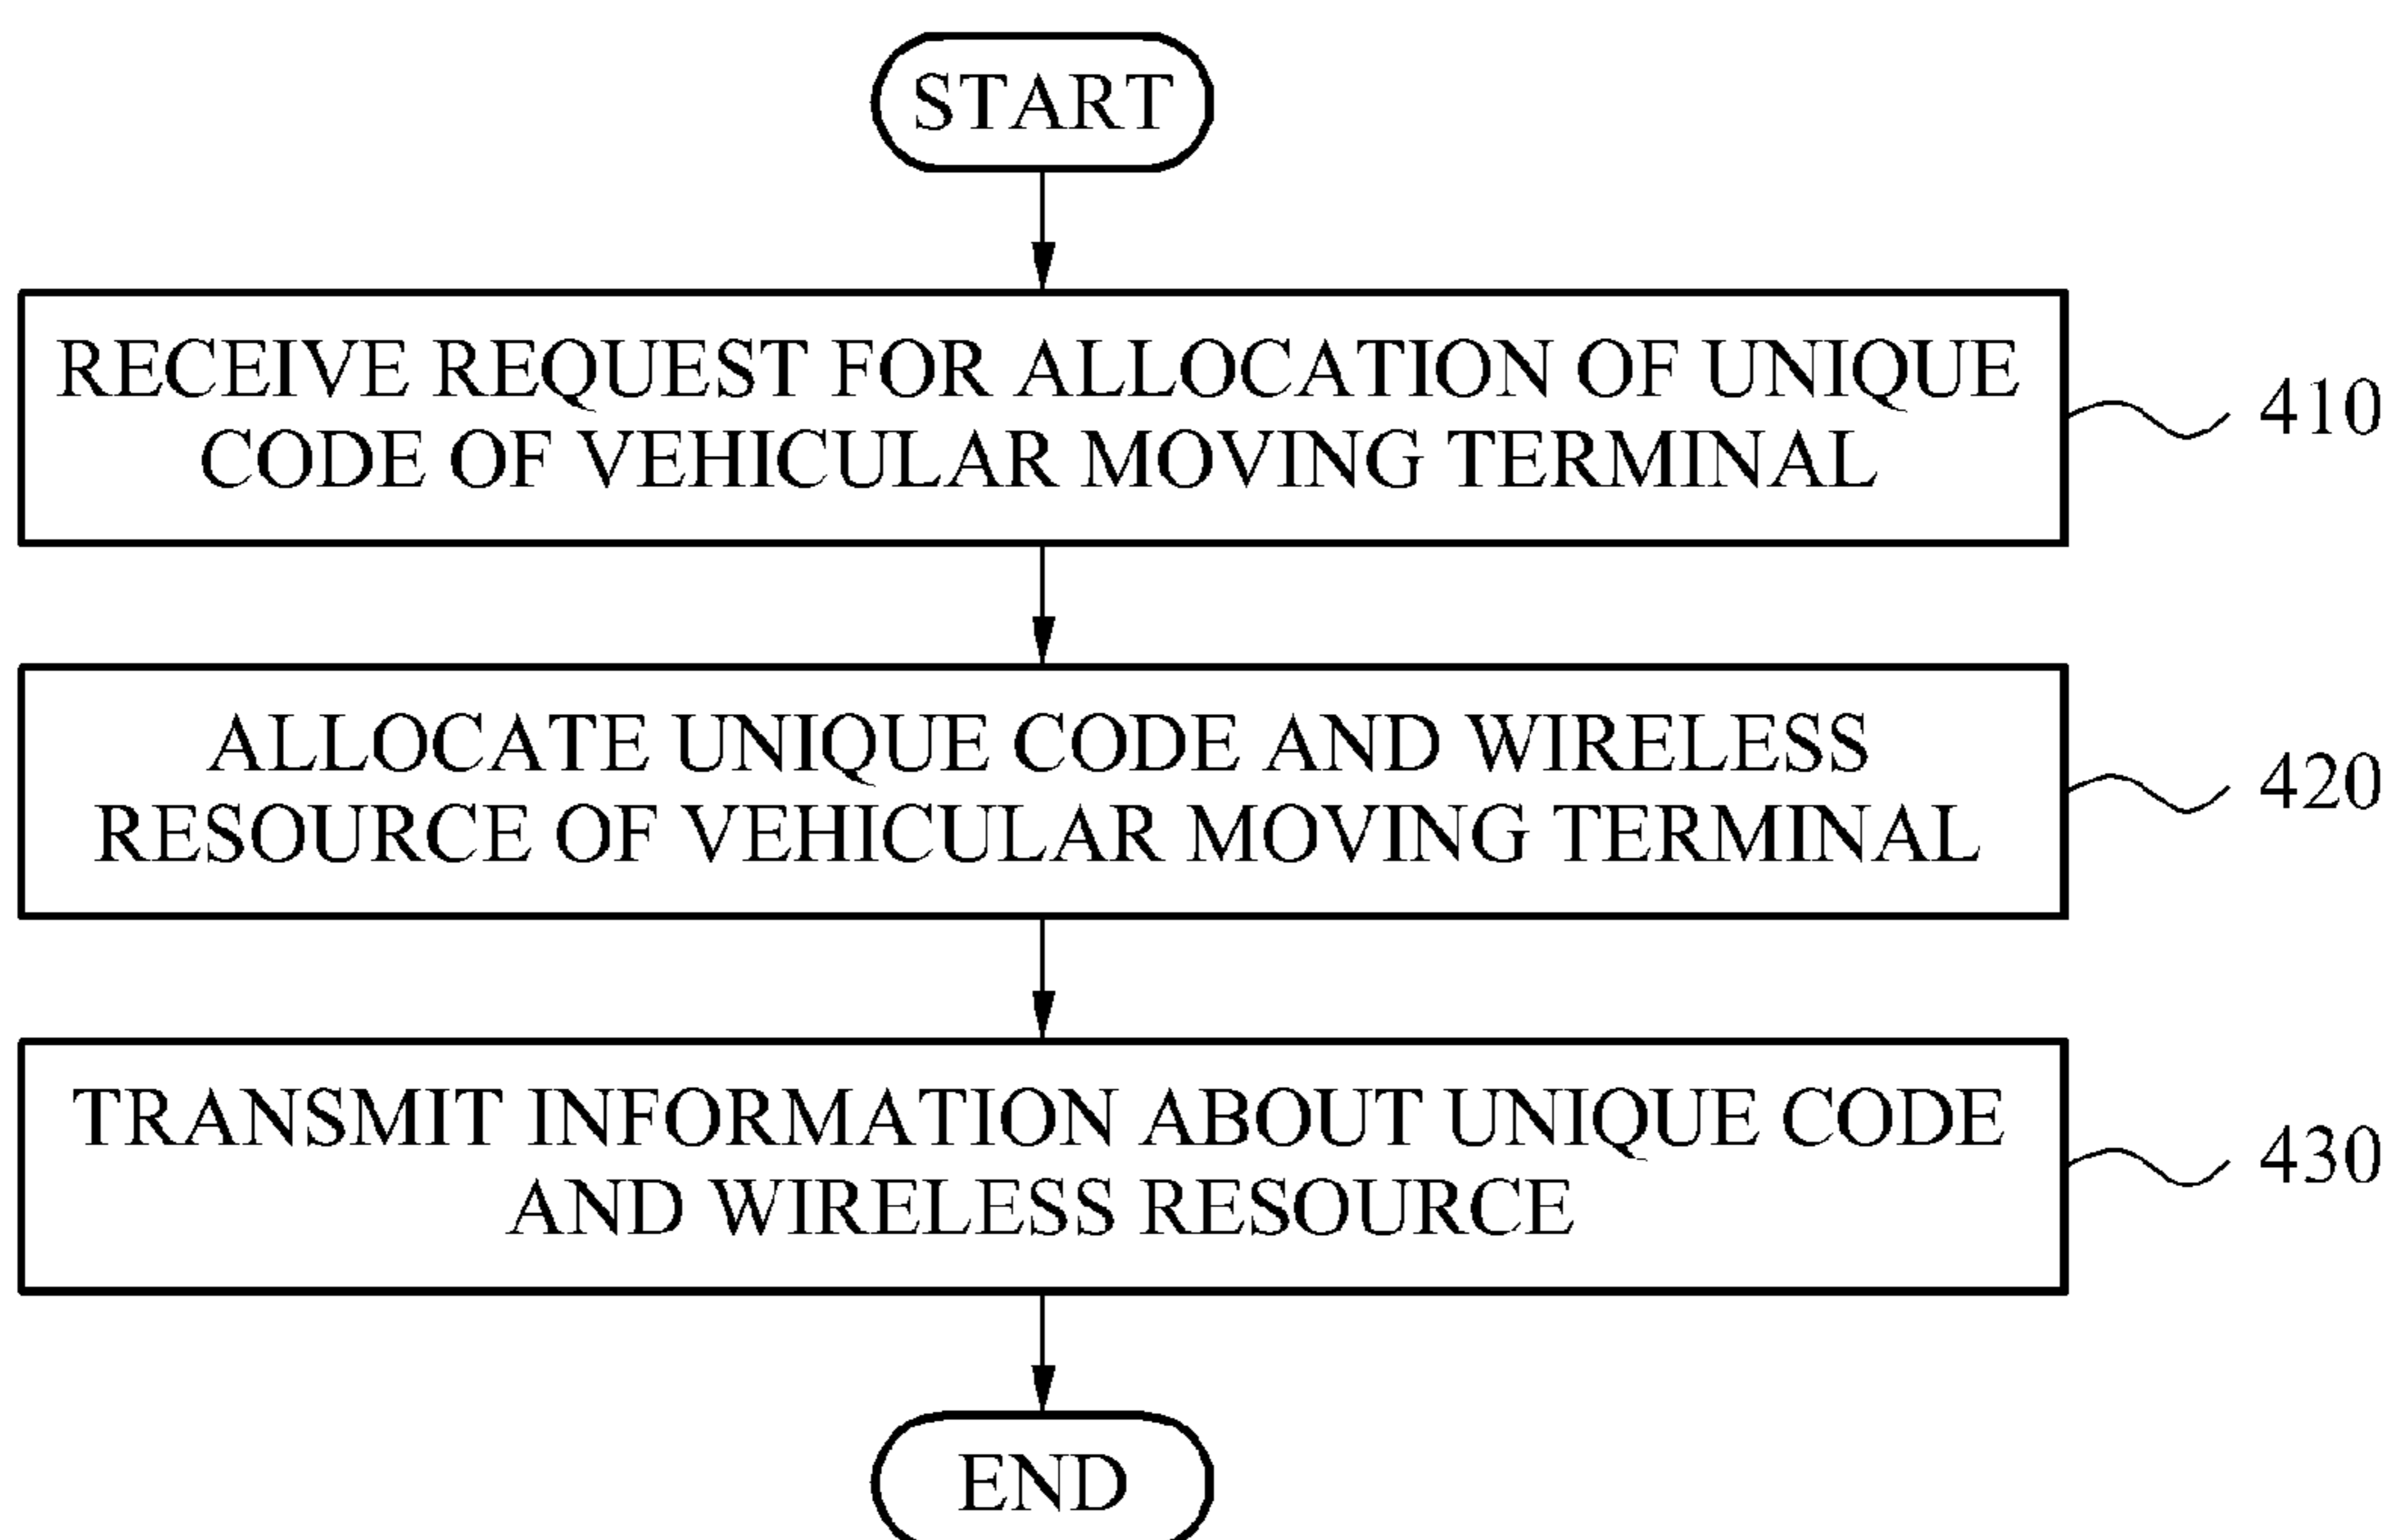 START
RECEIVE REQUEST FOR ALLOCATION OF UNIQUE
CODE OF VEHICULAR MOVING TERMINAL
410
ALLOCATE UNIQUE CODE AND WIRELESS
RESOURCE OF VEHICULAR MOVING TERMINAL
420
TRANSMIT INFORMATION ABOUT UNIQUE CODE
AND WIRELESS RESOURCE
430
END